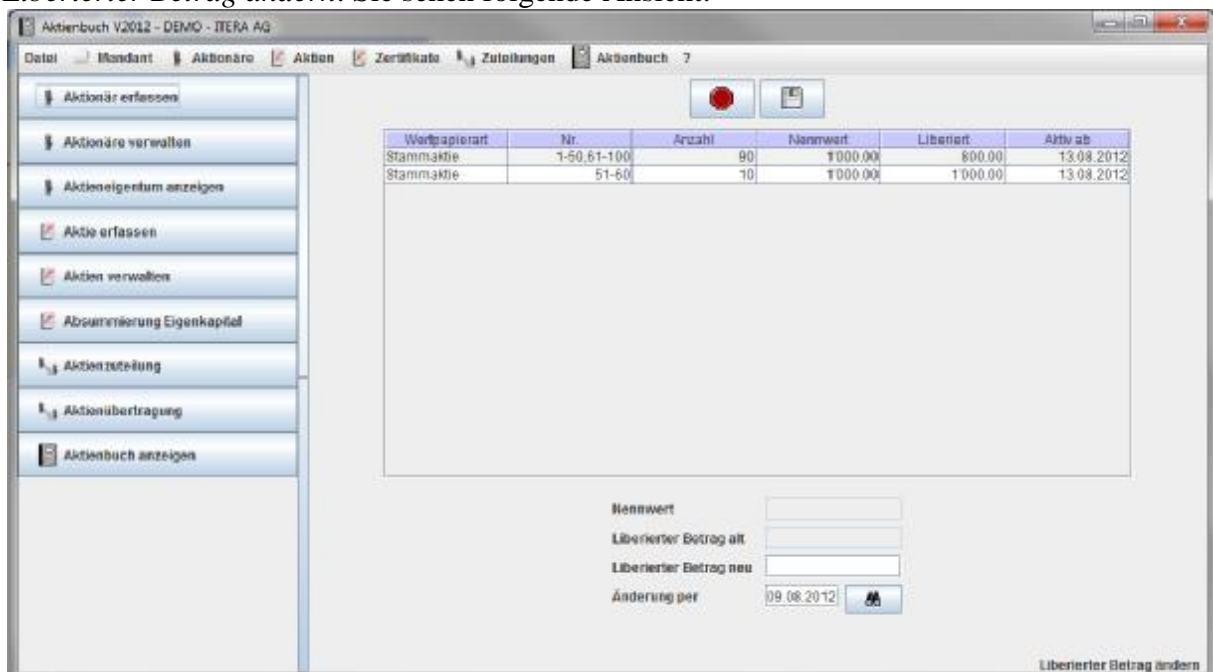 Liberierter Betrag ändern. Sie sehen folgende Ansicht:
Aktienbuch V2012 - DEMO - ITERA AG
Datei Mandant Aktionäre Aktien Zertifikate Zuteilungen Aktienbuch ?
Aktionär erfassen
Aktionäre verwalten
Aktieneigentum anzeigen
Aktie erfassen
Aktien verwalten
Absummierung Eigenkapital
Aktienzuteilung
Aktienübertragung
Aktienbuch anzeigen
Wertpapierart Nr. Anzahl Nennwert Liberiert Aktiv ab
Stammaktie 1-50,61-100 90 1'000.00 800.00 13.08.2012
Stammaktie 51-60 10 1'000.00 1'000.00 13.08.2012
Nennwert
Liberierter Betrag alt
Liberierter Betrag neu
Änderung per 09.08.2012
Liberierter Betrag ändern